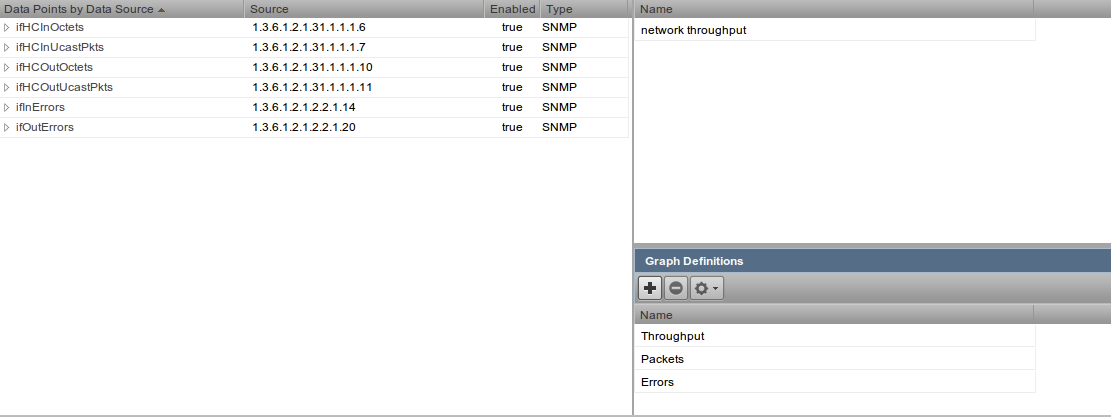 Data Points by Data Source Source Enabled Type
ifHCInOctets 1.3.6.1.2.1.31.1.1.1.6 true SNMP
ifHCInUcastPkts 1.3.6.1.2.1.31.1.1.1.7 true SNMP
ifHCOutOctets 1.3.6.1.2.1.31.1.1.1.10 true SNMP
ifHCOutUcastPkts 1.3.6.1.2.1.31.1.1.1.11 true SNMP
ifInErrors 1.3.6.1.2.1.2.2.1.14 true SNMP
ifOutErrors 1.3.6.1.2.1.2.2.1.20 true SNMP
Name
network throughput
Graph Definitions
Name
Throughput
Packets
Errors